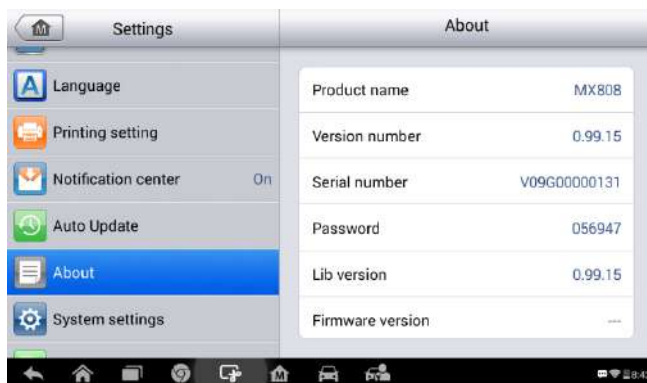 Settings
About
Language
Printing setting
Notification center On
Auto Update
About
System settings
Product name MX808
Version number 0.99.15
Serial number V09G00000131
Password 056947
Lib version 0.99.15
Firmware version ---